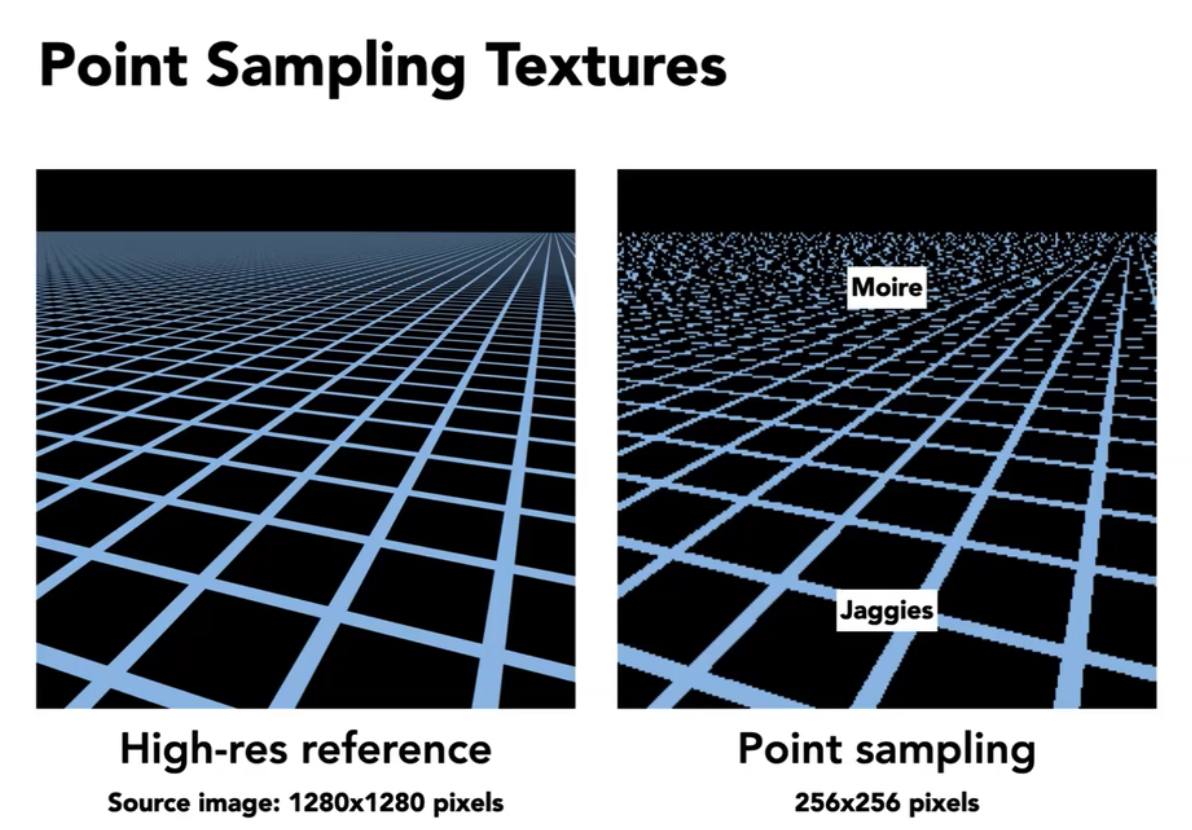 Point Sampling Textures
Moire
Jaggies
High-res reference
Point sampling
Source image: 1280x1280 pixels
256x256 pixels